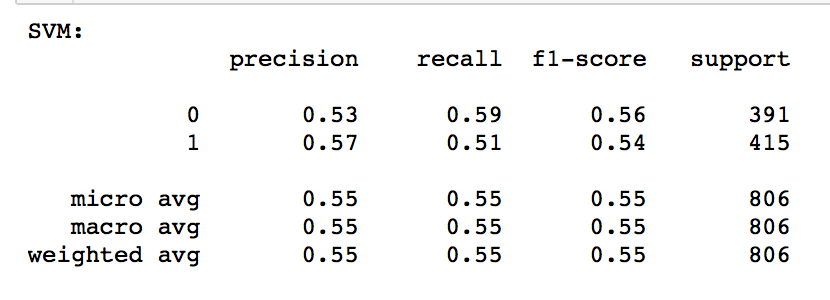 SVM:
precision recall f1-score support
0 0.53 0.59 0.56 391
1 0.57 0.51 0.54 415
micro avg 0.55 0.55 0.55 806
macro avg 0.55 0.55 0.55 806
weighted avg 0.55 0.55 0.55 806